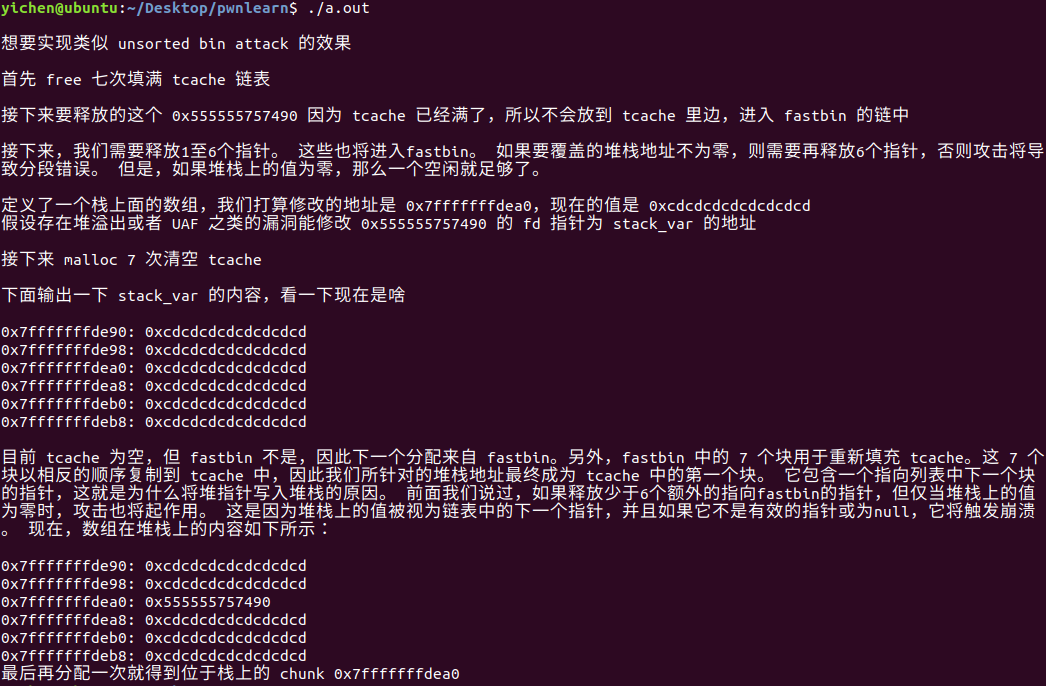 yichen@ubuntu:~/Desktop/pwnlearn$ ./a.out
想要实现类似 unsorted bin attack 的效果
首先 free 七次填满 tcache 链表
接下来要释放的这个 0x555555757490 因为 tcache 已经满了，所以不会放到 tcache 里边，进入 fastbin 的链中
接下来，我们需要释放1至6个指针。 这些也将进入fastbin。 如果要覆盖的堆栈地址不为零，则需要再释放6个指针，否则攻击将导
致分段错误。 但是，如果堆栈上的值为零，那么一个空闲就足够了。
定义了一个栈上面的数组，我们打算修改的地址是 0x7fffffffdea0，现在的值是 0xcdcdcdcdcdcdcdcd
假设存在堆溢出或者 UAF 之类的漏洞能修改 0x555555757490 的 fd 指针为 stack_var 的地址
接下来 malloc 7 次清空 tcache
下面输出一下 stack_var 的内容，看一下现在是啥
0x7fffffffde90: 0xcdcdcdcdcdcdcdcd
0x7fffffffde98: 0xcdcdcdcdcdcdcdcd
0x7fffffffdea0: 0xcdcdcdcdcdcdcdcd
0x7fffffffdea8: 0xcdcdcdcdcdcdcdcd
0x7fffffffdeb0: 0xcdcdcdcdcdcdcdcd
0x7fffffffdeb8: 0xcdcdcdcdcdcdcdcd
目前 tcache 为空，但 fastbin 不是，因此下一个分配来自 fastbin。另外，fastbin 中的 7 个块用于重新填充 tcache。这 7 个
块以相反的顺序复制到 tcache 中，因此我们所针对的堆栈地址最终成为 tcache 中的第一个块。 它包含一个指向列表中下一个块
的指针，这就是为什么将堆指针写入堆栈的原因。 前面我们说过，如果释放少于6个额外的指向fastbin的指针，但仅当堆栈上的值
为零时，攻击也将起作用。 这是因为堆栈上的值被视为链表中的下一个指针，并且如果它不是有效的指针或为null，它将触发崩溃
。 现在，数组在堆栈上的内容如下所示：
0x7fffffffde90: 0xcdcdcdcdcdcdcdcd
0x7fffffffde98: 0xcdcdcdcdcdcdcdcd
0x7fffffffdea0: 0x555555757490
0x7fffffffdea8: 0xcdcdcdcdcdcdcdcd
0x7fffffffdeb0: 0xcdcdcdcdcdcdcdcd
0x7fffffffdeb8: 0xcdcdcdcdcdcdcdcd
最后再分配一次就得到位于栈上的 chunk 0x7fffffffdea0